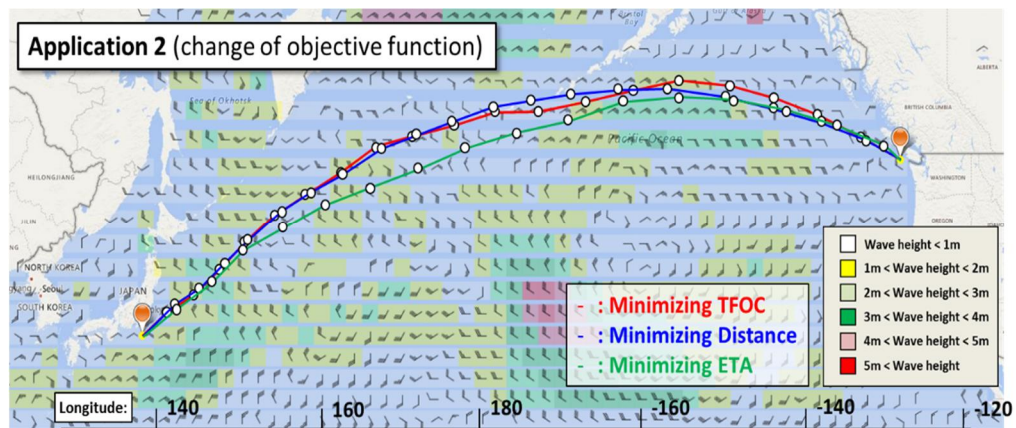 Application 2 (change of objective function)
Bristol
Bay
ALBERTA
Sea of Okhotsk
BRITISH COLUMBIA
Pacific Ocean
HEILONGJIANG
WASHINGTON
JILIN
OREGON
NORTH KOREA
Seoul
JAPAN
SOUTH KOREA
Wave height < 1m
1m < Wave height < 2m
2m < Wave height < 3m
3m < Wave height < 4m
4m < Wave height < 5m
5m < Wave height
- : Minimizing TFOC
- : Minimizing Distance
- : Minimizing ETA
Longitude: 140 160 180 -160 -140 -120